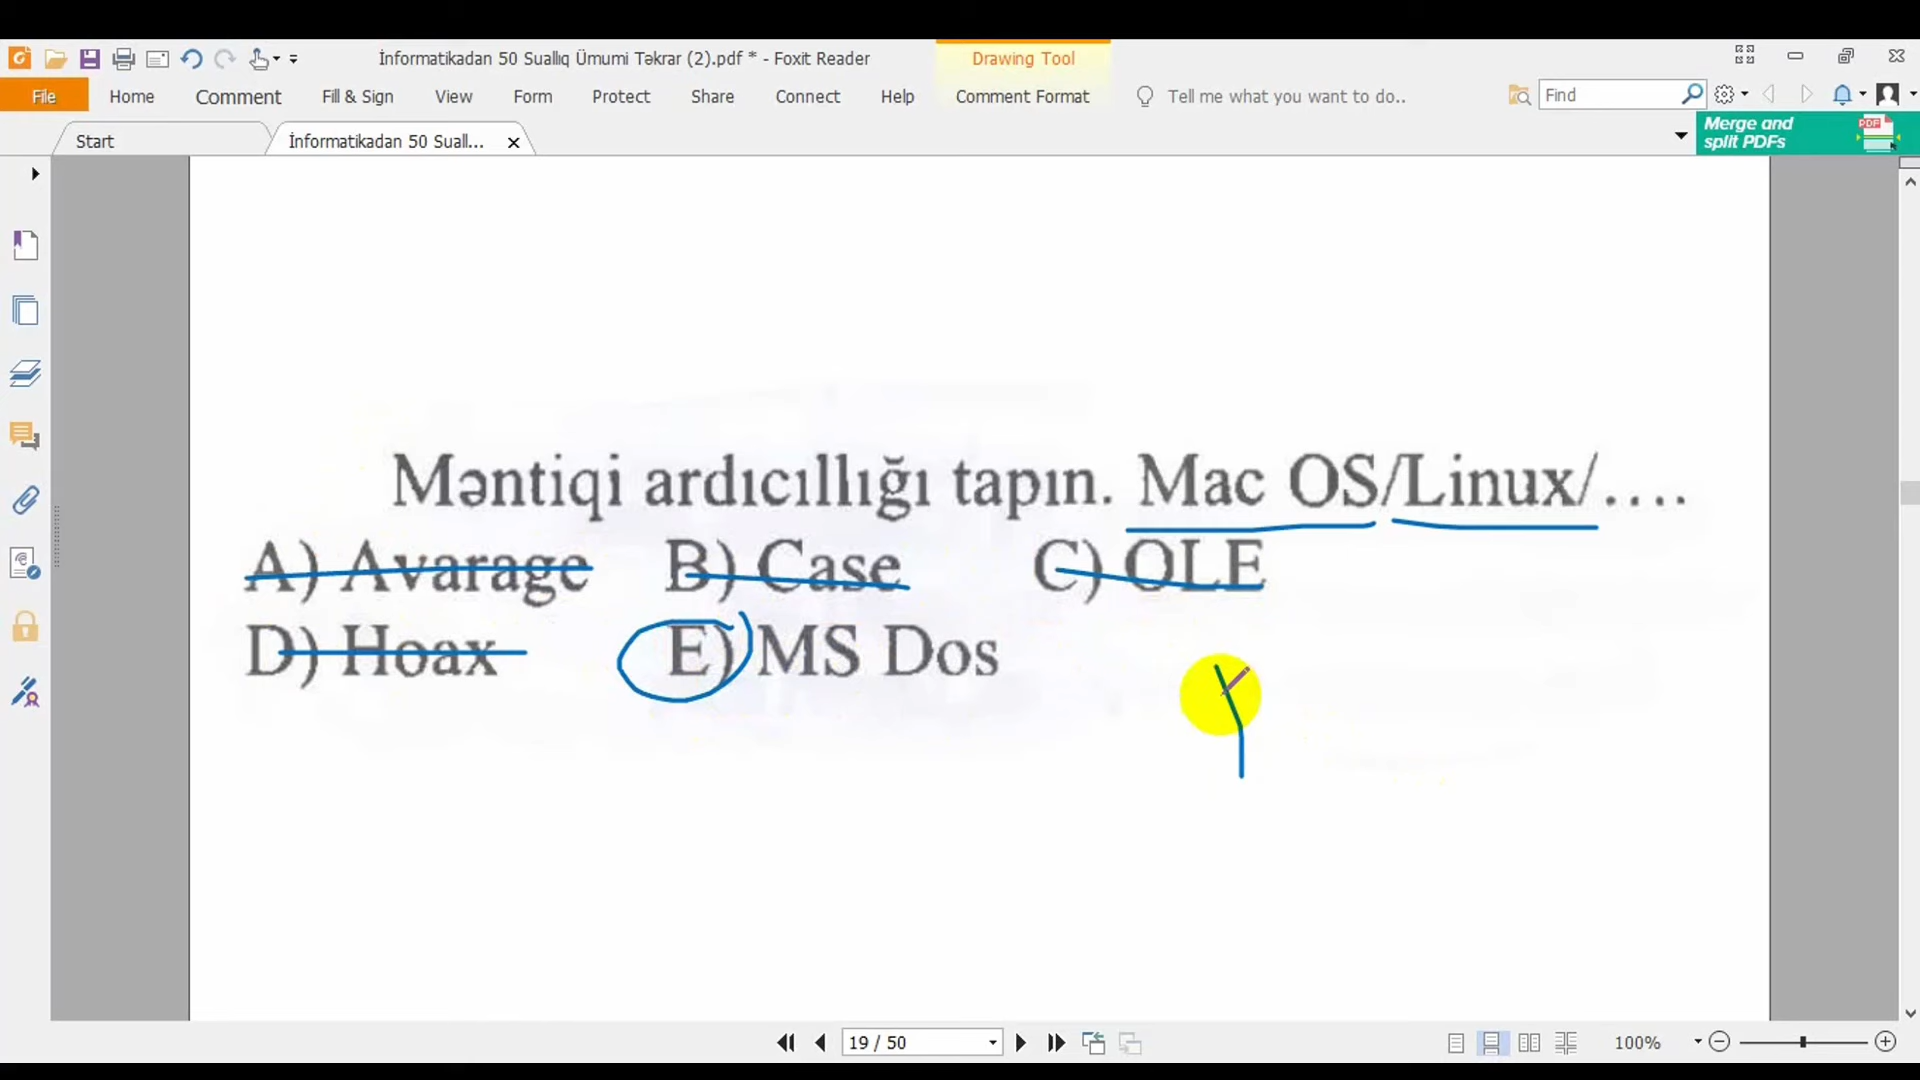 İnformatikadan 50 Suallıq Ümumi Təkrar (2).pdf * - Foxit Reader
Drawing Tool
File Home Comment Fill & Sign View Form Protect Share Connect Help Comment Format Tell me what you want to do.. Find
Start İnformatikadan 50 Suall... Merge and
split PDFs
PDF
Məntiqi ardıcıllığı tapın. Mac OS/Linux/....
A) Avarage B) Case C) OLE
D) Hoax E) MS Dos
19 / 50 100%